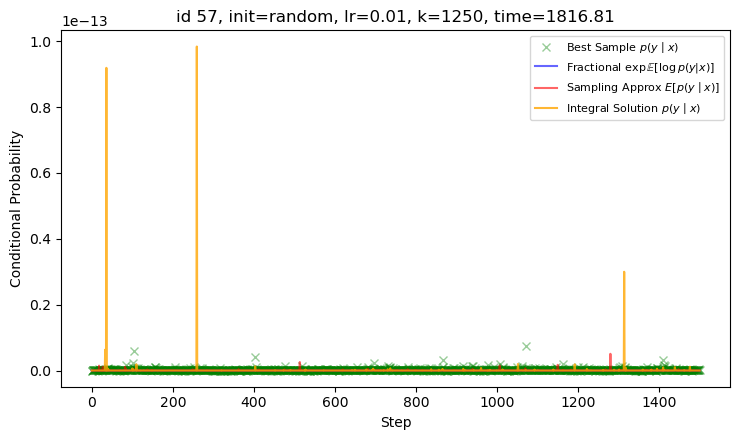 id 57, init=random, lr=0.01, k=1250, time=1816.81
1e−13
1.0
0.8
0.6
0.4
0.2
0.0
Conditional Probability
0
200
400
600
800
1000
1200
1400
Step
Best Sample p(y | x)
Fractional exp𝔼[log p(y|x)]
Sampling Approx E[p(y | x)]
Integral Solution p(y | x)